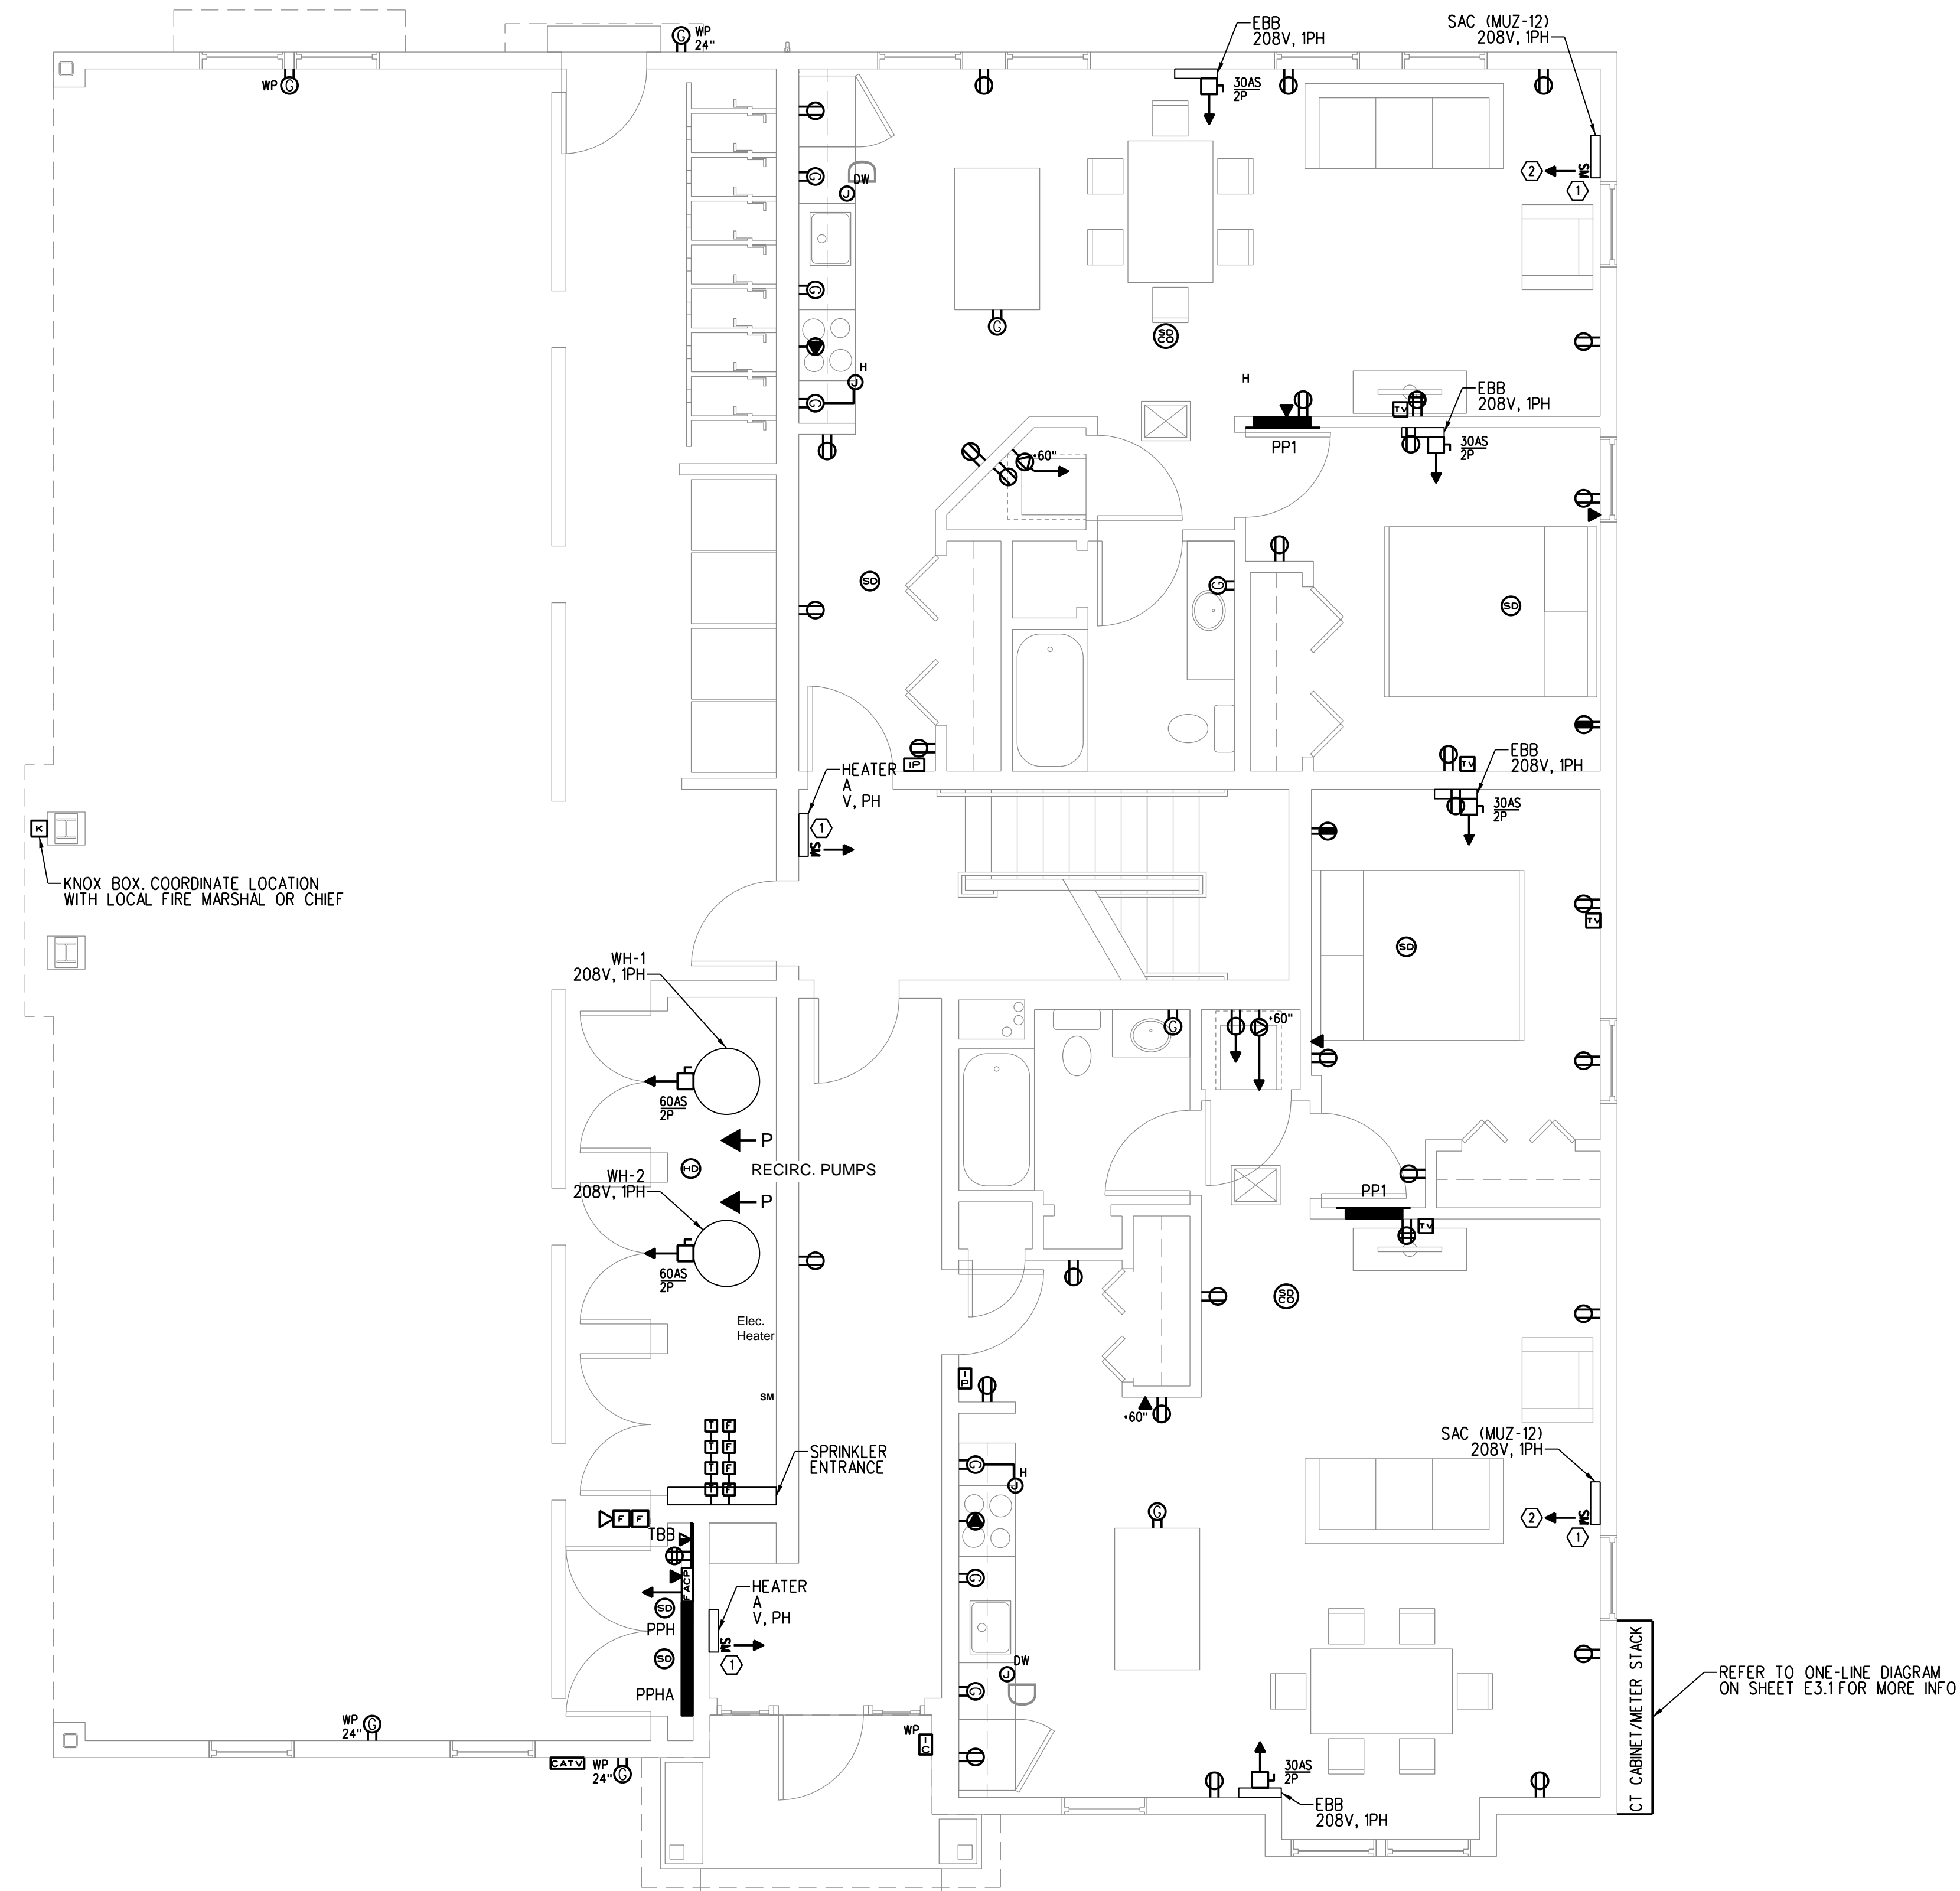 WP
24"
G
WP G
EBB
208V, 1PH
30AS
2P
SAC (MUZ-12)
208V, 1PH
2
SM
1
G
D
DW
J
G
G
SD
CO
H
J
G
H
EBB
208V, 1PH
TV
30AS
2P
PP1
+60"
SD
G
SD
IP
TV
EBB
208V, 1PH
30AS
2P
HEATER
A
V, PH
1
SM
K
KNOX BOX. COORDINATE LOCATION
WITH LOCAL FIRE MARSHAL OR CHIEF
TV
SD
WH-1
208V, 1PH
60AS
2P
G
+60"
P
HD
RECIRC. PUMPS
WH-2
208V, 1PH
P
60AS
2P
PP1
TV
SD
CO
Elec.
Heater
SM
IP
+60"
T F
T F
T F
T F
SPRINKLER
ENTRANCE
G
H
J
SAC (MUZ-12)
208V, 1PH
2
SM
1
F F
TBB
FACP
SD
PPH
SD
PPHA
HEATER
A
V, PH
SM
1
G
G
DW
J
D
G
CT CABINET/METER STACK
REFER TO ONE-LINE DIAGRAM
ON SHEET E3.1 FOR MORE INFO
WP
24"
G
CATV
WP
24"
G
WP
IC
30AS
2P
EBB
208V, 1PH